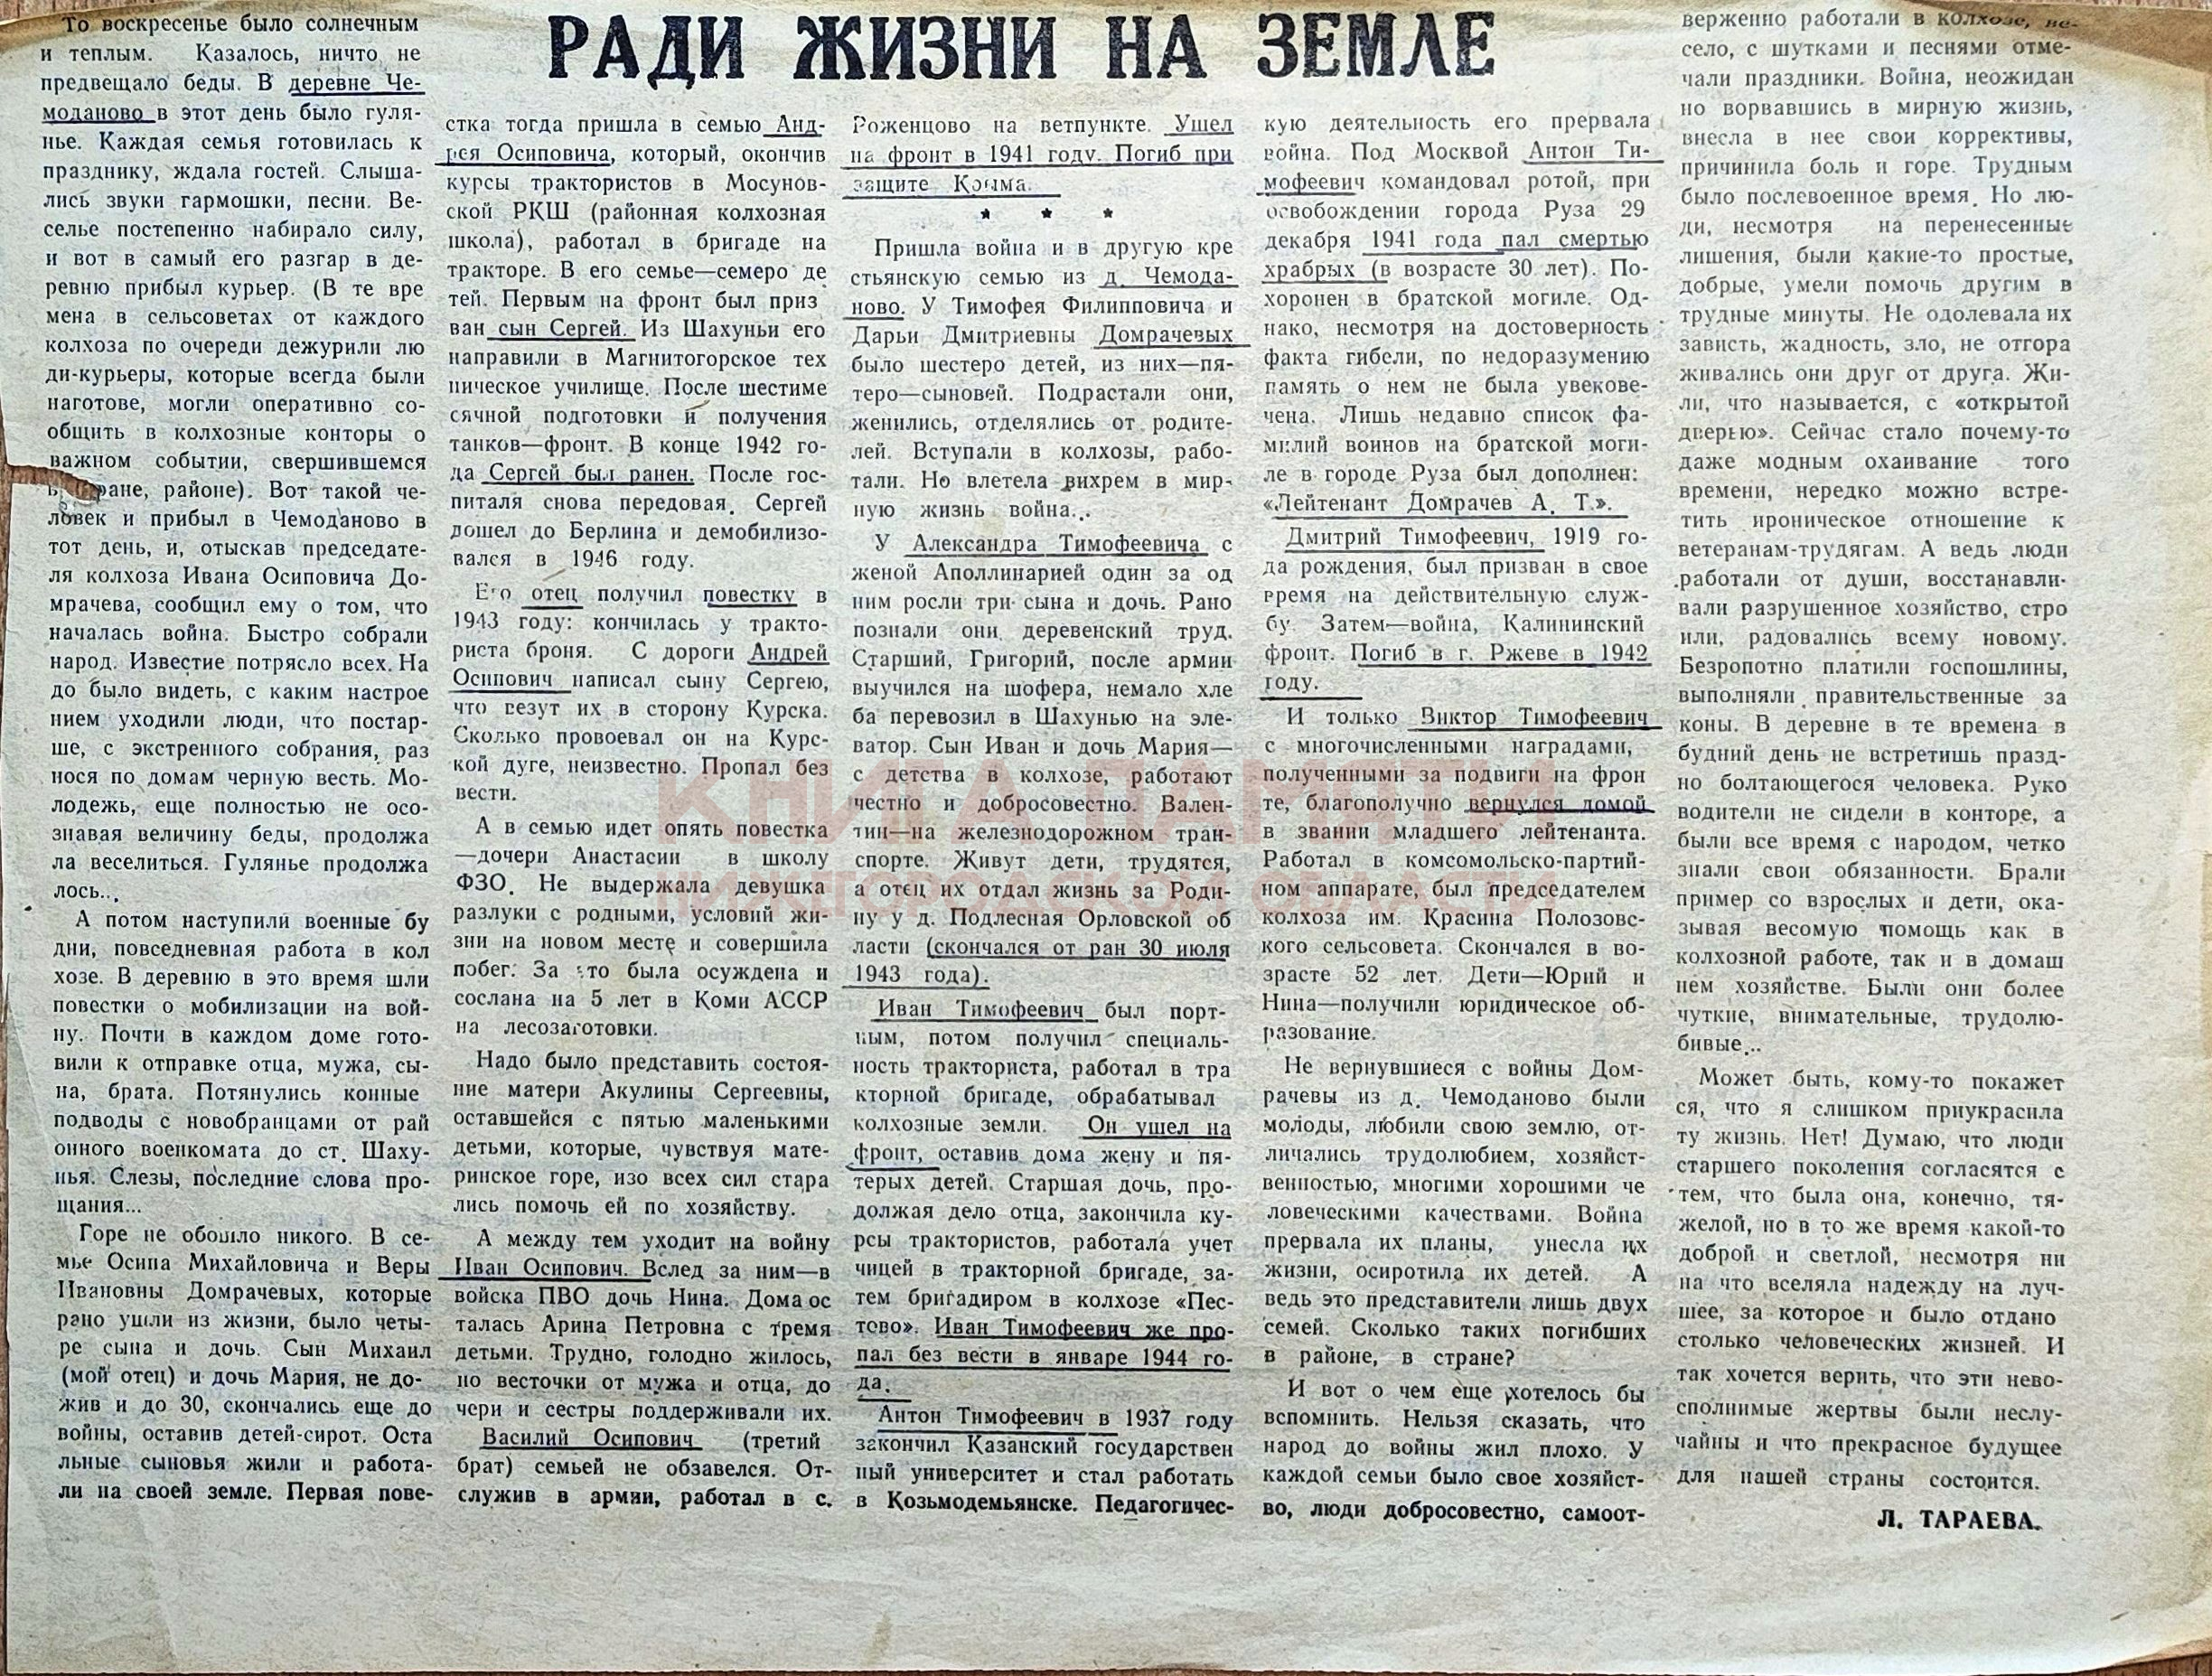 РАДИ ЖИЗНИ НА ЗЕМЛЕ
То воскресенье было солнечным
и теплым. Казалось, ничто не
предвещало беды. В деревне Че-
моданово в этот день было гуля-
нье. Каждая семья готовилась к
празднику, ждала гостей. Слыша-
лись звуки гармошки, песни. Ве-
селье постепенно набирало силу,
и вот в самый его разгар в де-
ревню прибыл курьер. (В те вре
мена в сельсоветах от каждого
колхоза по очереди дежурили лю
ди-курьеры, которые всегда были
наготове, могли оперативно со-
общить в колхозные конторы о
важном событии, свершившемся
районе). Вот такой че-
ловек и прибыл в Чемоданово в
тот день, и, отыскав председате-
ля колхоза Ивана Осиповича До-
мрачева, сообщил ему о том, что
началась война. Быстро собрали
народ. Известие потрясло всех. На
до было видеть, с каким настрое
нием уходили люди, что постар-
ше, с экстренного собрания, раз
нося по домам черную весть. Мо-
лодежь, еще полностью не осо-
знавая величину беды, продолжа
ла веселиться. Гулянье продолжа
лось...
А потом наступили военные бу
дни, повседневная работа в кол
хозе. В деревню в это время шли
повестки о мобилизации на вой-
ну. Почти в каждом доме гото-
вили к отправке отца, мужа, сы-
на, брата. Потянулись конные
подводы с новобранцами от рай
онного военкомата до ст. Шаху-
нья. Слезы, последние слова про-
щания...
Горе не обошло никого. В се-
мье Осипа Михайловича и Веры
Ивановны Домрачевых, которые
рано ушли из жизни, было четы-
ре сына и дочь. Сын Михаил
(мой отец) и дочь Мария, не до-
жив и до 30, скончались еще до
войны, оставив детей-сирот. Оста
льные сыновья жили и работа-
ли на своей земле. Первая пове-
стка тогда пришла в семью Анд-
рея Осиповича, который, окончив
курсы трактористов в Мосунов-
ской РКШ (районная колхозная
школа), работал в бригаде на
тракторе. В его семье—семеро де
тей. Первым на фронт был приз
ван сын Сергей. Из Шахуньи его
направили в Магнитогорское тех
ническое училище. После шестиме
сячной подготовки и получения
танков—фронт. В конце 1942 го-
да Сергей был ранен. После гос-
питаля снова передовая. Сергей
дошел до Берлина и демобилизо-
вался в 1946 году.
Его отец получил повестку в
1943 году: кончилась у тракто-
риста броня. С дороги Андрей
Осипович написал сыну Сергею,
что везут их в сторону Курска.
Сколько провоевал он на Курс-
кой дуге, неизвестно. Пропал без
вести.
А в семью идет опять повестка
—дочери Анастасии в школу
ФЗО. Не выдержала девушка
разлуки с родными, условий жи-
зни на новом месте и совершила
побег. За это была осуждена и
сослана на 5 лет в Коми АССР
на лесозаготовки.
Надо было представить состоя-
ние матери Акулины Сергеевны,
оставшейся с пятью маленькими
детьми, которые, чувствуя мате-
ринское горе, изо всех сил стара
лись помочь ей по хозяйству.
А между тем уходит на войну
Иван Осипович. Вслед за ним—в
войска ПВО дочь Нина. Дома ос
талась Арина Петровна с тремя
детьми. Трудно, голодно жилось,
но весточки от мужа и отца, до
чери и сестры поддерживали их.
Василий Осипович (третий
брат) семьей не обзавелся. От-
служив в армии, работал в с.
Роженцово на ветпункте. Ушел
на фронт в 1941 году. Погиб при
защите Крыма.
* * *
Пришла война и в другую кре
стьянскую семью из д. Чемода-
ново. У Тимофея Филипповича и
Дарьи Дмитриевны Домрачевых
было шестеро детей, из них—пя-
теро—сыновей. Подрастали они,
женились, отделялись от родите-
лей. Вступали в колхозы, рабо-
тали. Но влетела вихрем в мир-
ную жизнь война...
У Александра Тимофеевича с
женой Аполлинарией один за од
ним росли три сына и дочь. Рано
познали они деревенский труд.
Старший, Григорий, после армии
выучился на шофера, немало хле
ба перевозил в Шахунью на эле-
ватор. Сын Иван и дочь Мария—
с детства в колхозе, работают
честно и добросовестно. Вален-
тин—на железнодорожном тран-
спорте. Живут дети, трудятся,
а отец их отдал жизнь за Роди-
ну у д. Подлесная Орловской об
ласти (скончался от ран 30 июля
1943 года).
Иван Тимофеевич был порт-
ным, потом получил специаль-
ность тракториста, работал в тра
кторной бригаде, обрабатывал
колхозные земли. Он ушел на
фронт, оставив дома жену и пя-
терых детей. Старшая дочь, про-
должая дело отца, закончила ку-
рсы трактористов, работала учет
чицей в тракторной бригаде, за-
тем бригадиром в колхозе «Пес-
тово». Иван Тимофеевич же про-
пал без вести в январе 1944 го-
да.
Антон Тимофеевич в 1937 году
закончил Казанский государствен
ный университет и стал работать
в Козьмодемьянске. Педагогичес-
кую деятельность его прервала
война. Под Москвой Антон Ти-
мофеевич командовал ротой, при
освобождении города Руза 29
декабря 1941 года пал смертью
храбрых (в возрасте 30 лет). По-
хоронен в братской могиле. Од-
нако, несмотря на достоверность
факта гибели, по недоразумению
память о нем не была увекове-
чена. Лишь недавно список фа-
милий воинов на братской моги-
ле в городе Руза был дополнен:
«Лейтенант Домрачев А. Т.».
Дмитрий Тимофеевич, 1919 го-
да рождения, был призван в свое
время на действительную служ-
бу. Затем—война, Калининский
фронт. Погиб в г. Ржеве в 1942
году.
И только Виктор Тимофеевич
с многочисленными наградами,
полученными за подвиги на фрон
те, благополучно вернулся домой
в звании младшего лейтенанта.
Работал в комсомольско-партий-
ном аппарате, был председателем
колхоза им. Красина Полозовс-
кого сельсовета. Скончался в во-
зрасте 52 лет. Дети—Юрий и
Нина—получили юридическое об-
разование.
Не вернувшиеся с войны Дом-
рачевы из д. Чемоданово были
молоды, любили свою землю, от-
личались трудолюбием, хозяйст-
венностью, многими хорошими че
ловеческими качествами. Война
прервала их планы, унесла их
жизни, осиротила их детей. А
ведь это представители лишь двух
семей. Сколько таких погибших
в районе, в стране?
И вот о чем еще хотелось бы
вспомнить. Нельзя сказать, что
народ до войны жил плохо. У
каждой семьи было свое хозяйст-
во, люди добросовестно, самоот-
верженно работали в колхозе, ве-
село, с шутками и песнями отме-
чали праздники. Война, неожидан
но ворвавшись в мирную жизнь,
внесла в нее свои коррективы,
причинила боль и горе. Трудным
было послевоенное время. Но лю-
ди, несмотря на перенесенные
лишения, были какие-то простые,
добрые, умели помочь другим в
трудные минуты. Не одолевала их
зависть, жадность, зло, не отгора
живались они друг от друга. Жи-
ли, что называется, с «открытой
дверью». Сейчас стало почему-то
даже модным охаивание того
времени, нередко можно встре-
тить ироническое отношение к
ветеранам-трудягам. А ведь люди
работали от души, восстанавли-
вали разрушенное хозяйство, стро
или, радовались всему новому.
Безропотно платили госпошлины,
выполняли правительственные за
коны. В деревне в те времена в
будний день не встретишь празд-
но болтающегося человека. Руко
водители не сидели в конторе, а
были все время с народом, четко
знали свои обязанности. Брали
пример со взрослых и дети, ока-
зывая весомую помощь как в
колхозной работе, так и в домаш
нем хозяйстве. Были они более
чуткие, внимательные, трудолю-
бивые...
Может быть, кому-то покажет
ся, что я слишком приукрасила
ту жизнь. Нет! Думаю, что люди
старшего поколения согласятся с
тем, что была она, конечно, тя-
желой, но в то же время какой-то
доброй и светлой, несмотря ни
на что вселяла надежду на луч-
шее, за которое и было отдано
столько человеческих жизней. И
так хочется верить, что эти нево-
сполнимые жертвы были неслу-
чайны и что прекрасное будущее
для нашей страны состоится.
Л. ТАРАЕВА.
КНИГА ПАМЯТИ
НИЖЕГОРОДСКОЙ ОБЛАСТИ